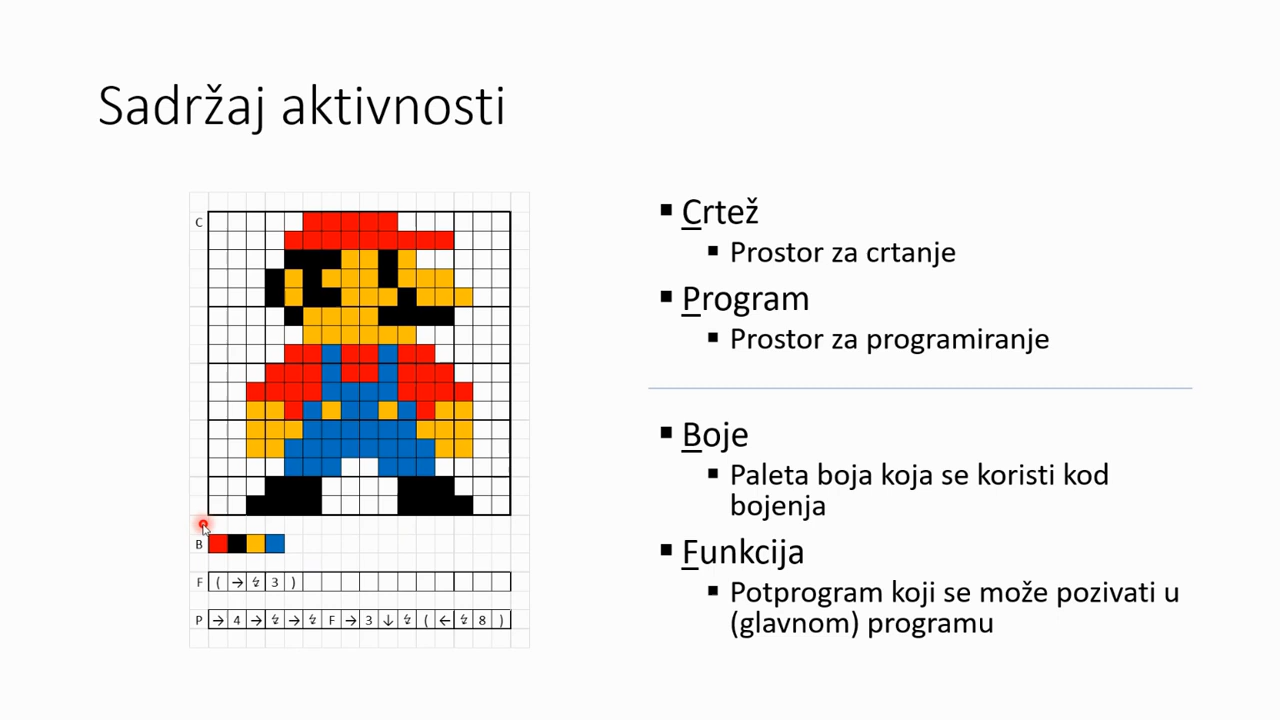 Sadržaj aktivnosti
C
B
F ( → ↯ 3 )
P → 4 → ↯ → ↯ F → 3 ↓ ↯ ( ← ↯ 8 )
▪ Crtež
▪ Prostor za crtanje
▪ Program
▪ Prostor za programiranje
▪ Boje
▪ Paleta boja koja se koristi kod
bojenja
▪ Funkcija
▪ Potprogram koji se može pozivati u
(glavnom) programu